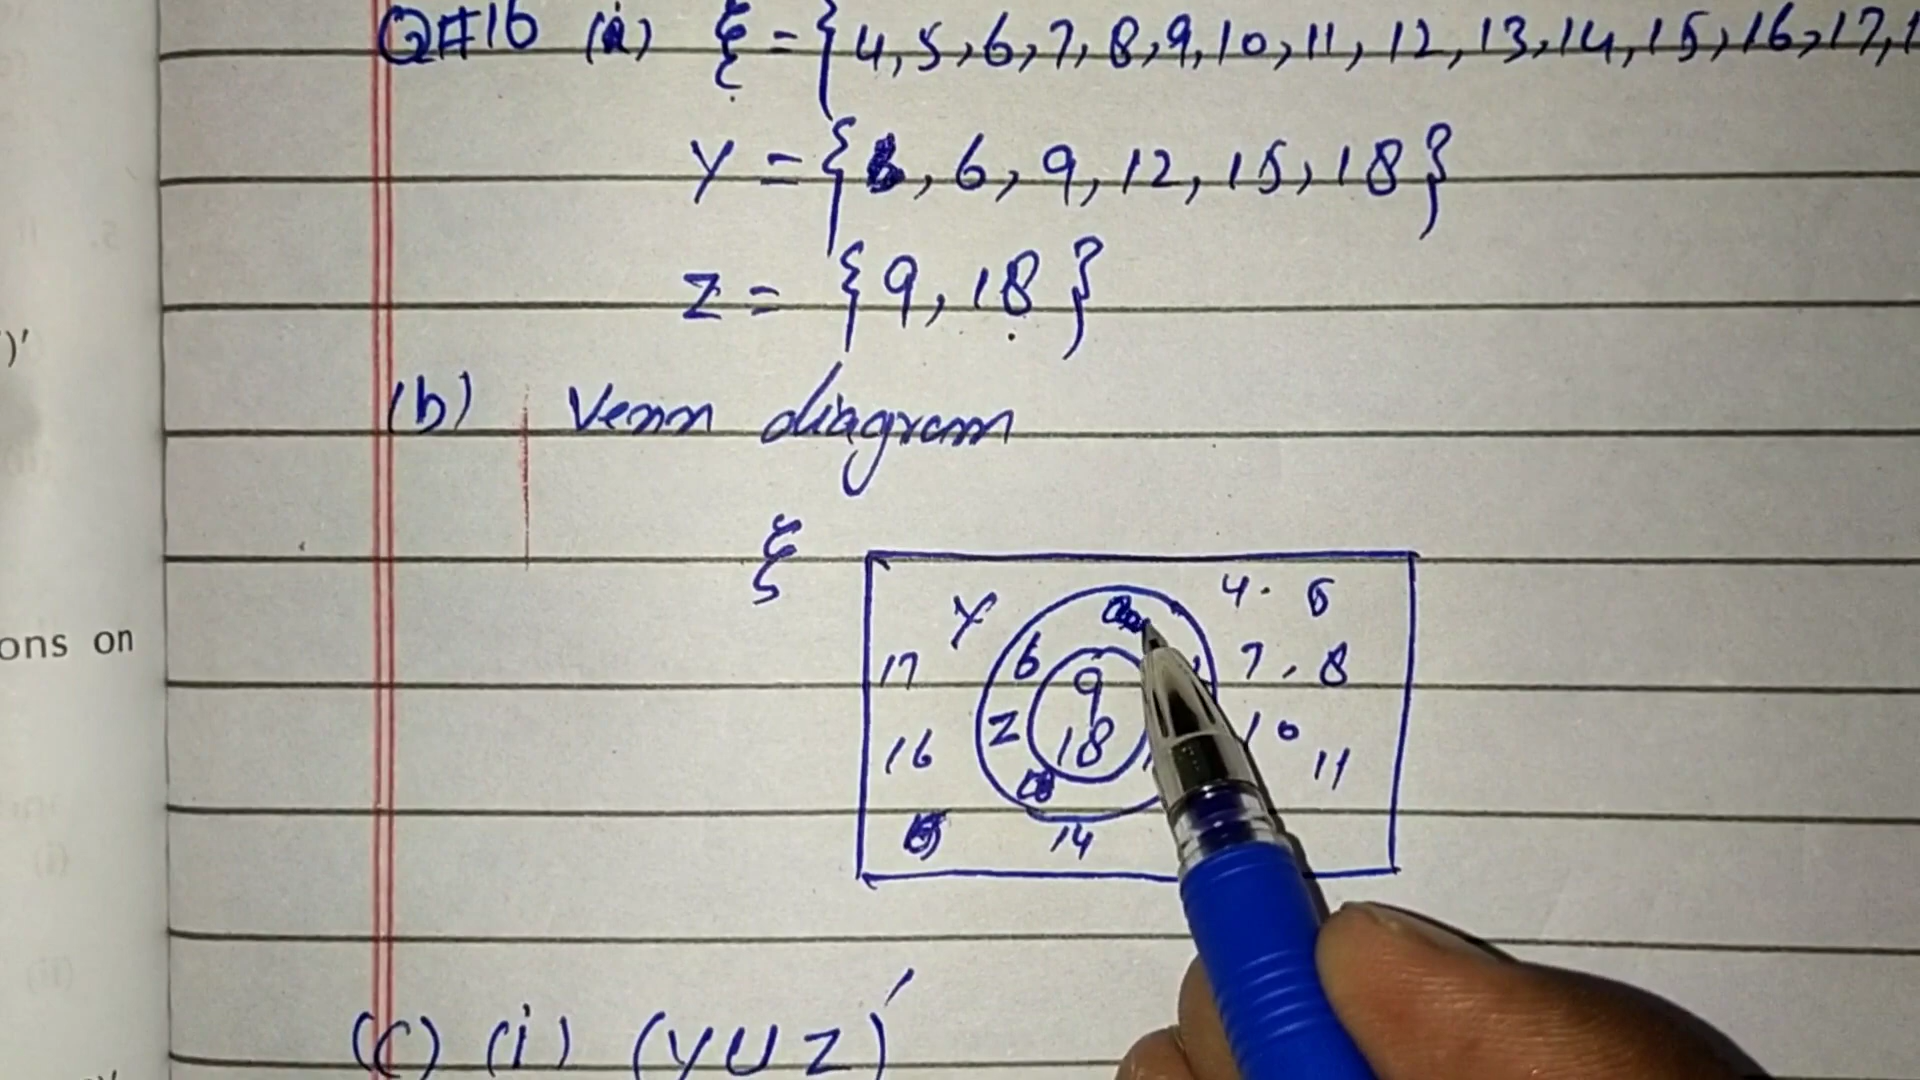 Q#16 (a) ξ = {4, 5, 6, 7, 8, 9, 10, 11, 12, 13, 14, 15, 16, 17, 1
Y = { , 6, 9, 12, 15, 18}
Z = {9, 18}
)'
(b) Venn diagram
ξ
4. 5
Y
17 6 9 7, 8
ons on
16 Z 18 10 11
14
(C) (i) (Y U Z)'